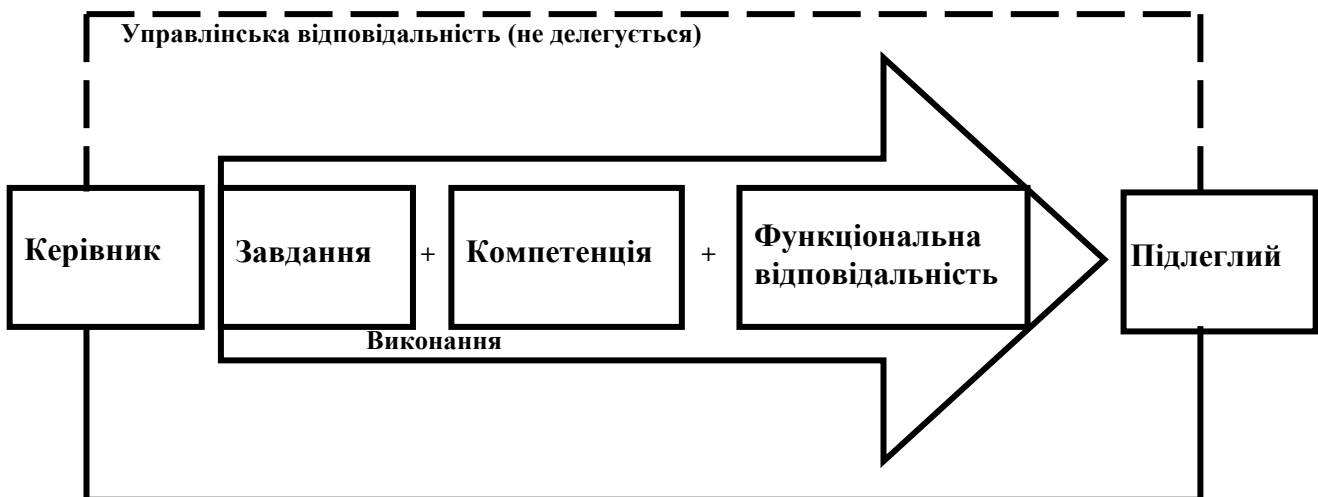 Управлінська відповідальність (не делегується)
Керівник
Завдання
+
Компетенція
+
Функціональна
відповідальність
Підлеглий
Виконання